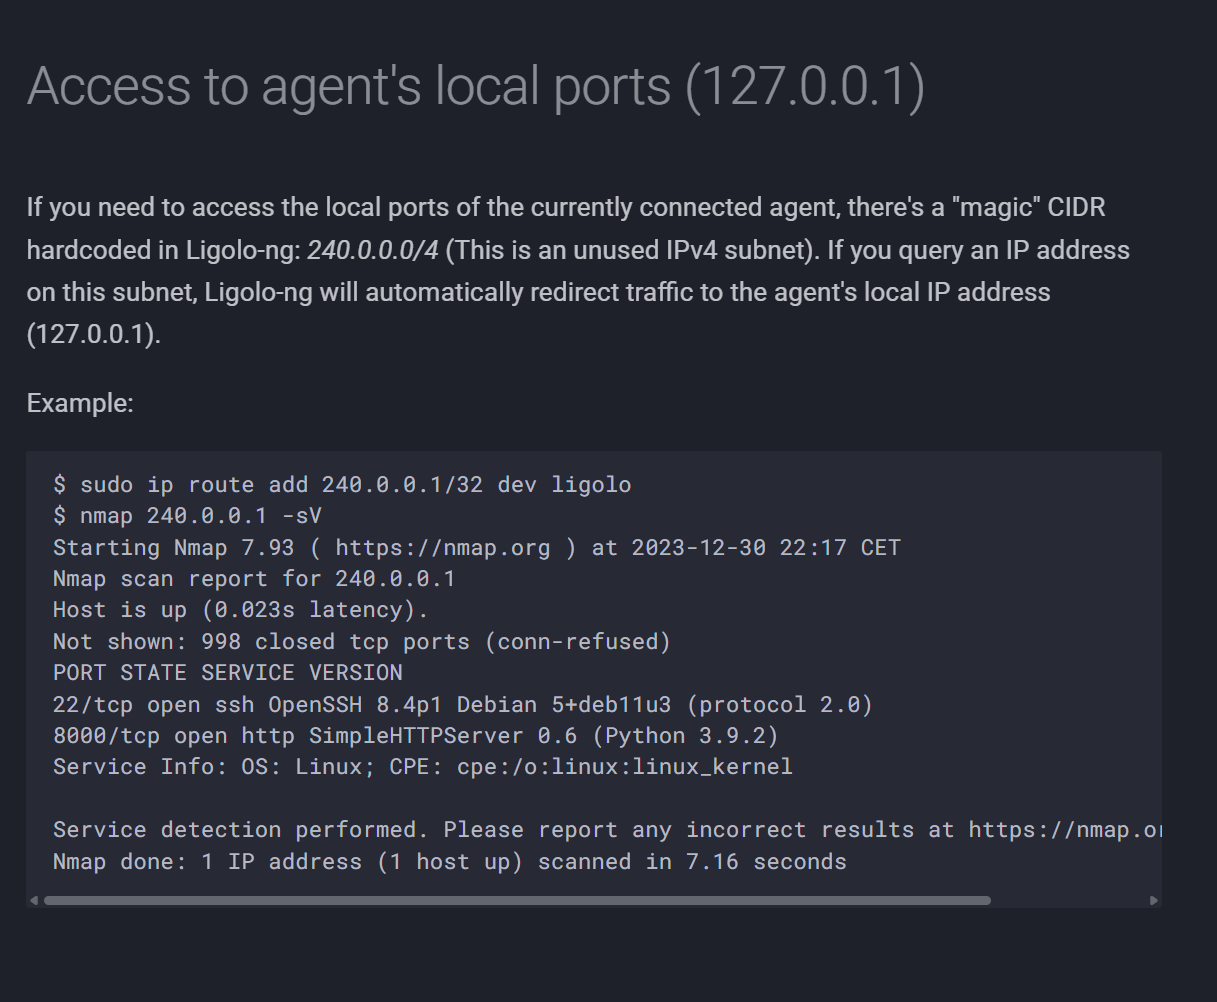 Access to agent's local ports (127.0.0.1)
If you need to access the local ports of the currently connected agent, there's a "magic" CIDR
hardcoded in Ligolo-ng: 240.0.0.0/4 (This is an unused IPv4 subnet). If you query an IP address
on this subnet, Ligolo-ng will automatically redirect traffic to the agent's local IP address
(127.0.0.1).
Example:
$ sudo ip route add 240.0.0.1/32 dev ligolo
$ nmap 240.0.0.1 -sV
Starting Nmap 7.93 ( https://nmap.org ) at 2023-12-30 22:17 CET
Nmap scan report for 240.0.0.1
Host is up (0.023s latency).
Not shown: 998 closed tcp ports (conn-refused)
PORT STATE SERVICE VERSION
22/tcp open ssh OpenSSH 8.4p1 Debian 5+deb11u3 (protocol 2.0)
8000/tcp open http SimpleHTTPServer 0.6 (Python 3.9.2)
Service Info: OS: Linux; CPE: cpe:/o:linux:linux_kernel
Service detection performed. Please report any incorrect results at https://nmap.o
Nmap done: 1 IP address (1 host up) scanned in 7.16 seconds